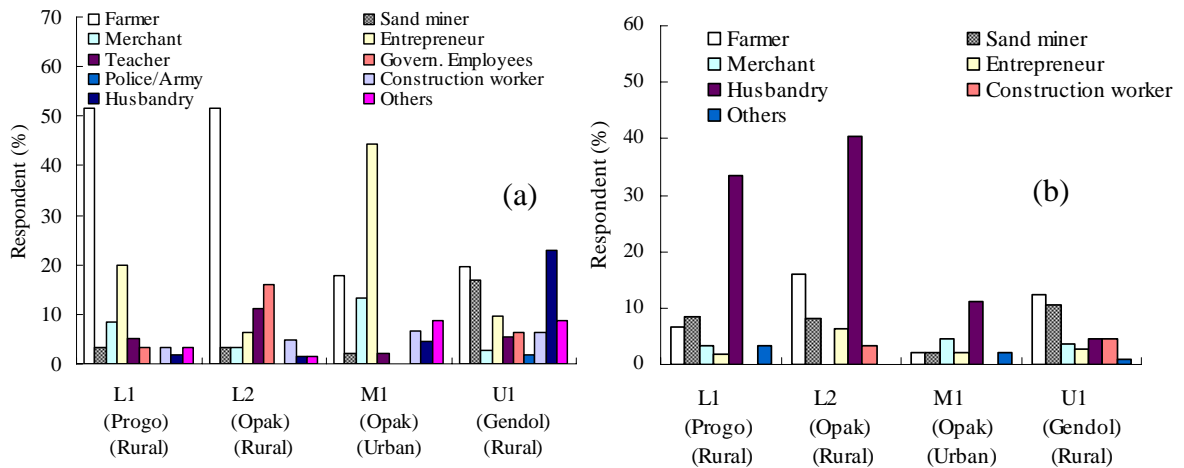 70
60
50
40
30
20
10
0
Respondent (%)
Farmer
Sand miner
Merchant
Entrepreneur
Teacher
Govern. Employees
Police/Army
Construction worker
Husbandry
Others
(a)
L1
(Progo)
(Rural)
L2
(Opak)
(Rural)
M1
(Opak)
(Urban)
U1
(Gendol)
(Rural)
60
50
40
30
20
10
0
Respondent (%)
Farmer
Sand miner
Merchant
Entrepreneur
Husbandry
Construction worker
Others
(b)
L1
(Progo)
(Rural)
L2
(Opak)
(Rural)
M1
(Opak)
(Urban)
U1
(Gendol)
(Rural)